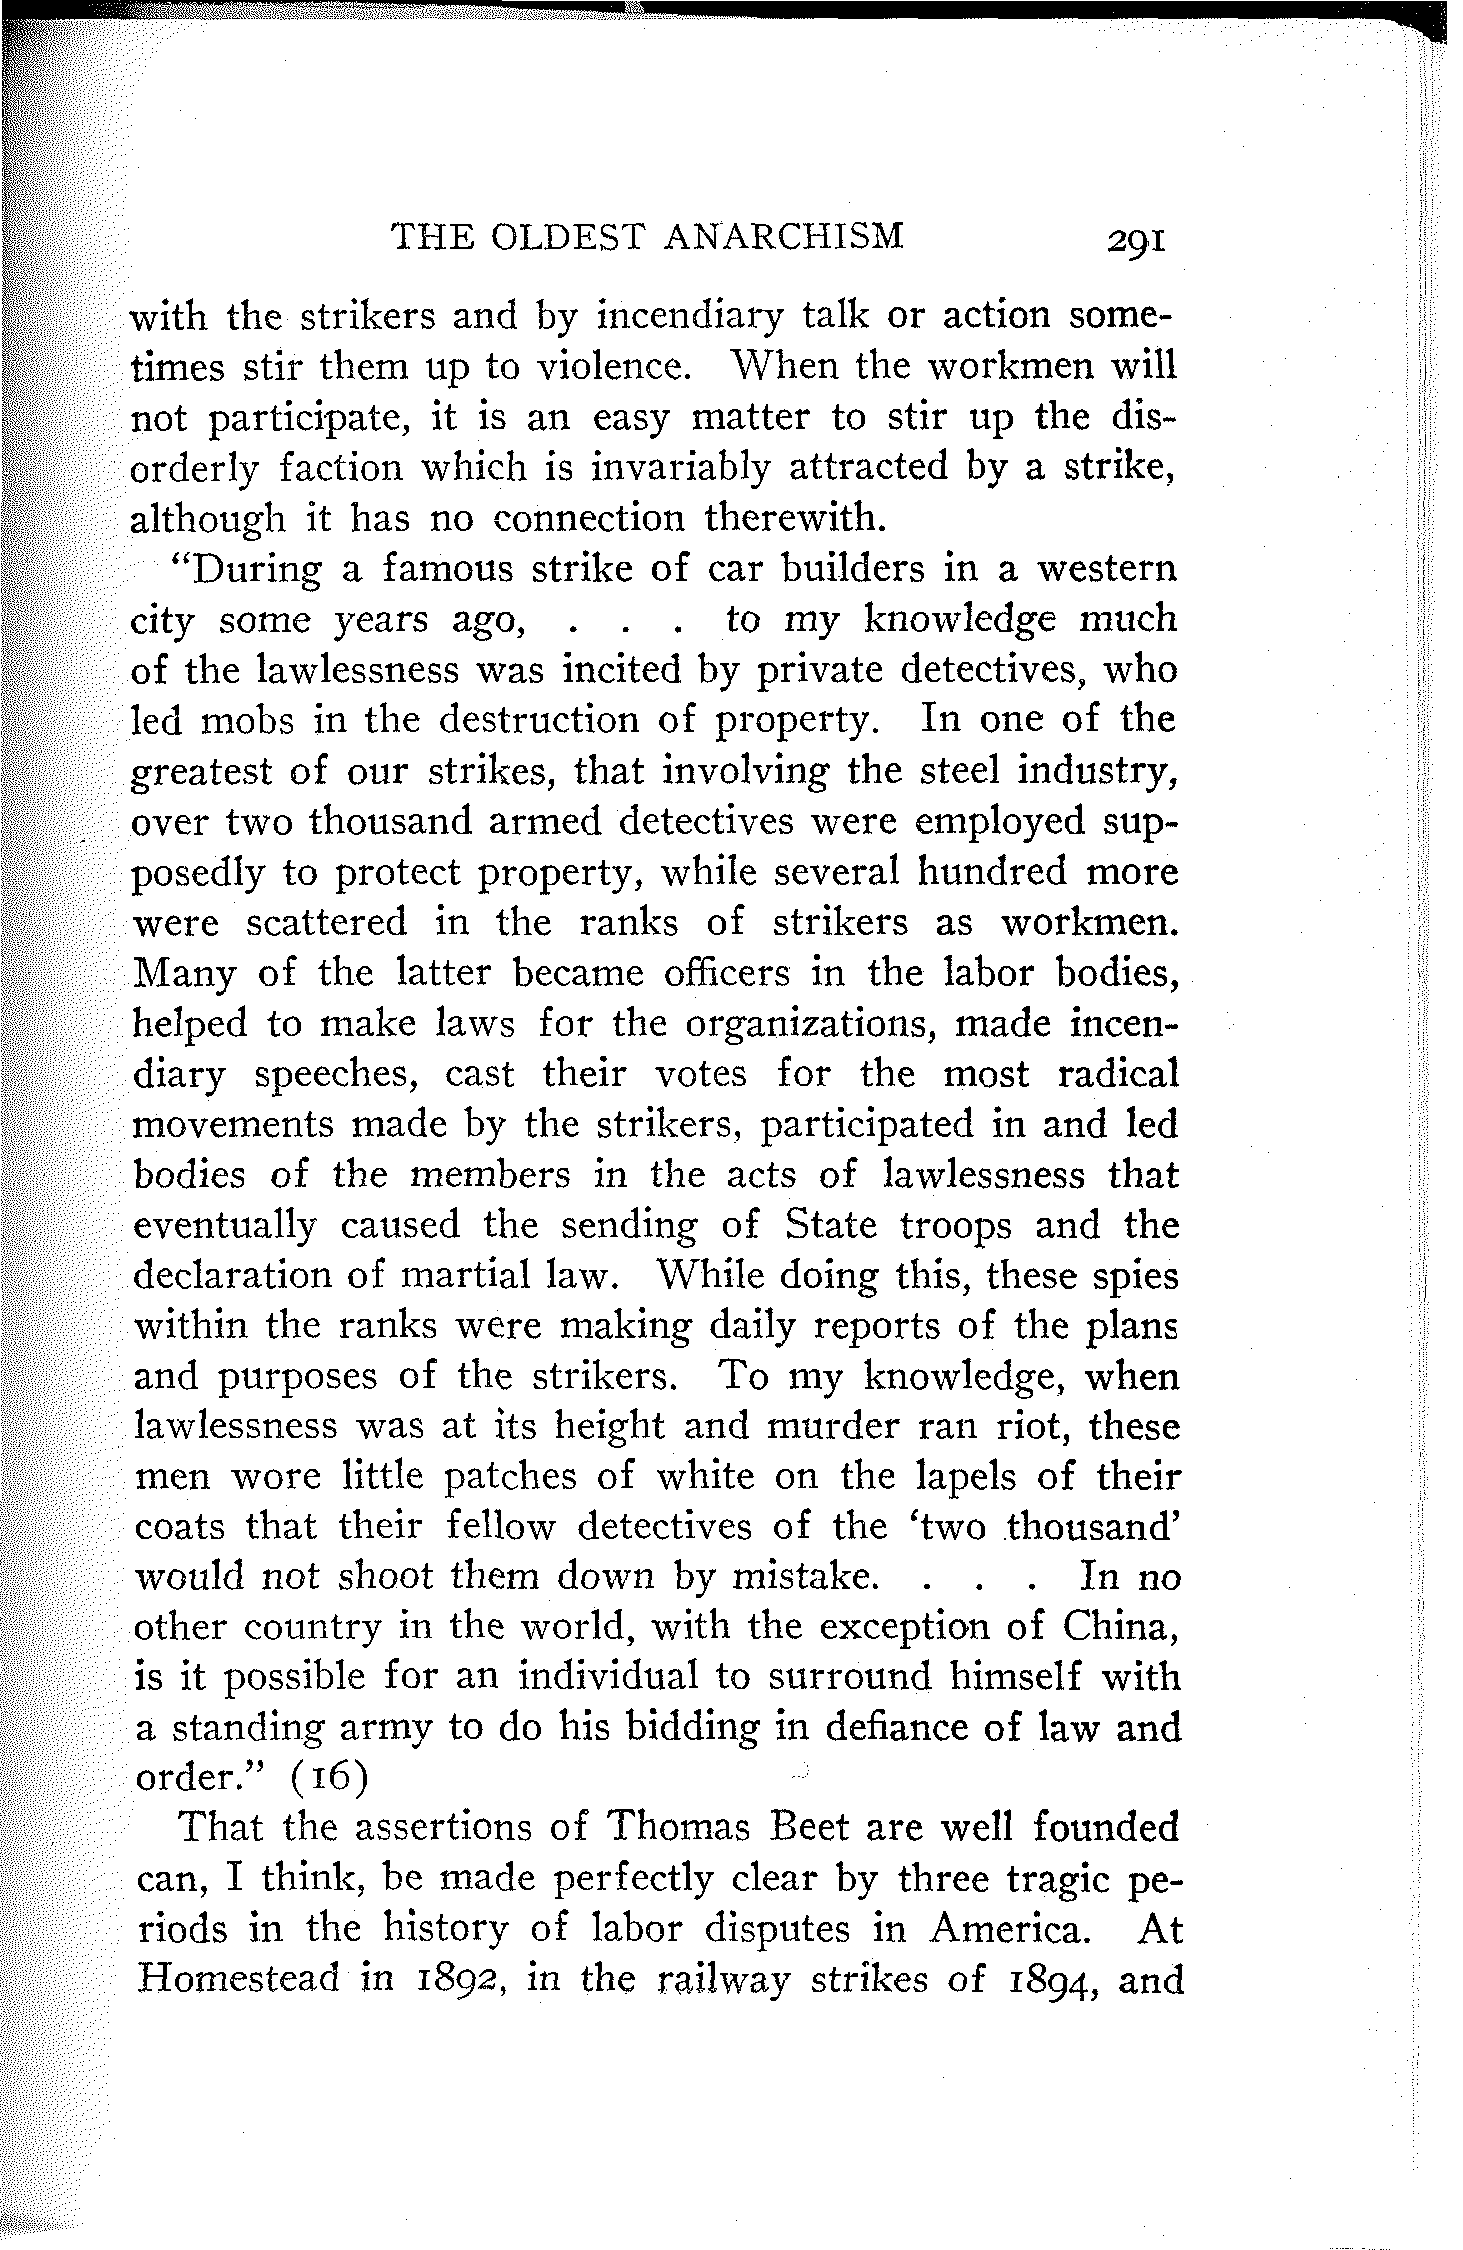 THE OLDEST ANARCHISM 291
with the strikers and by incendiary talk or action some-
times stir them up to violence. When the workmen will
not participate, it is an easy matter to stir up the dis-
orderly faction which is invariably attracted by a strike,
although it has no connection therewith.
“During a famous strike of car builders in a western
city some years ago, . . . to my knowledge much
of the lawlessness was incited by private detectives, who
led mobs in the destruction of property. In one of the
greatest of our strikes, that involving the steel industry,
over two thousand armed detectives were employed sup-
posedly to protect property, while several hundred more
were scattered in the ranks of strikers as workmen.
Many of the latter became officers in the labor bodies,
helped to make laws for the organizations, made incen-
diary speeches, cast their votes for the most radical
movements made by the strikers, participated in and led
bodies of the members in the acts of lawlessness that
eventually caused the sending of State troops and the
declaration of martial law. While doing this, these spies
within the ranks were making daily reports of the plans
and purposes of the strikers. To my knowledge, when
lawlessness was at its height and murder ran riot, these
men wore little patches of white on the lapels of their
coats that their fellow detectives of the ‘two thousand’
would not shoot them down by mistake. . . . In no
other country in the world, with the exception of China,
is it possible for an individual to surround himself with
a standing army to do his bidding in defiance of law and
order.” (16)
That the assertions of Thomas Beet are well founded
can, I think, be made perfectly clear by three tragic pe-
riods in the history of labor disputes in America. At
Homestead in 1892, in the railway strikes of 1894, and